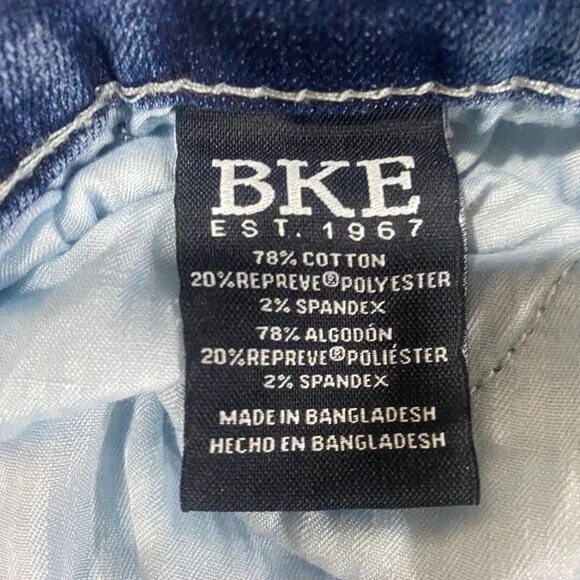 BKE
EST. 1967
78% COTTON
20%REPREVE®POLYESTER
2% SPANDEX
78% ALGODÓN
20%REPREVE®POLIÉSTER
2% SPANDEX
MADE IN BANGLADESH
HECHO EN BANGLADESH